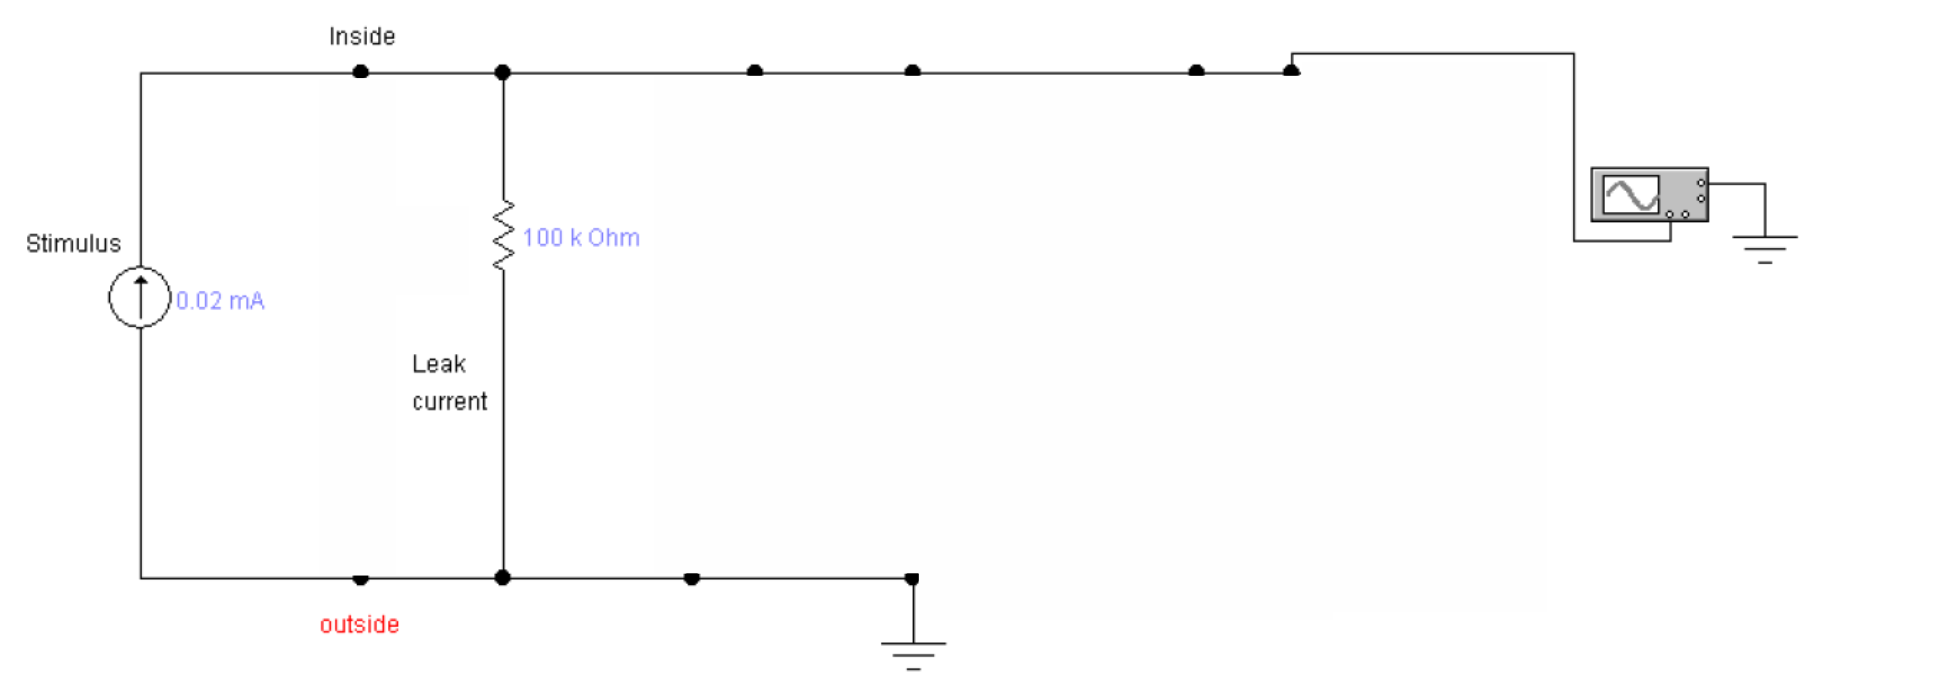 Inside
Stimulus
100 k Ohm
0.02 mA
Leak
current
outside